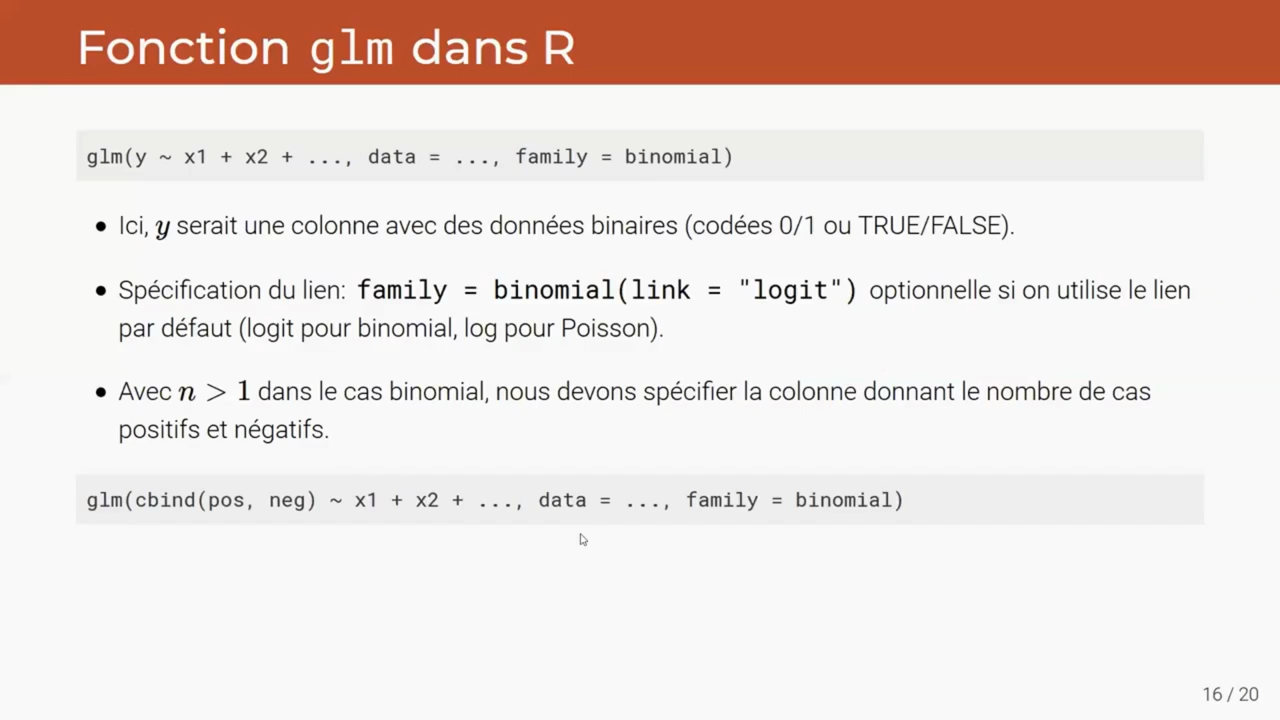 Fonction glm dans R
glm(y ~ x1 + x2 + ..., data = ..., family = binomial)
• Ici, y serait une colonne avec des données binaires (codées 0/1 ou TRUE/FALSE).
• Spécification du lien: family = binomial(link = "logit") optionnelle si on utilise le lien
par défaut (logit pour binomial, log pour Poisson).
• Avec n > 1 dans le cas binomial, nous devons spécifier la colonne donnant le nombre de cas
positifs et négatifs.
glm(cbind(pos, neg) ~ x1 + x2 + ..., data = ..., family = binomial)
16 / 20